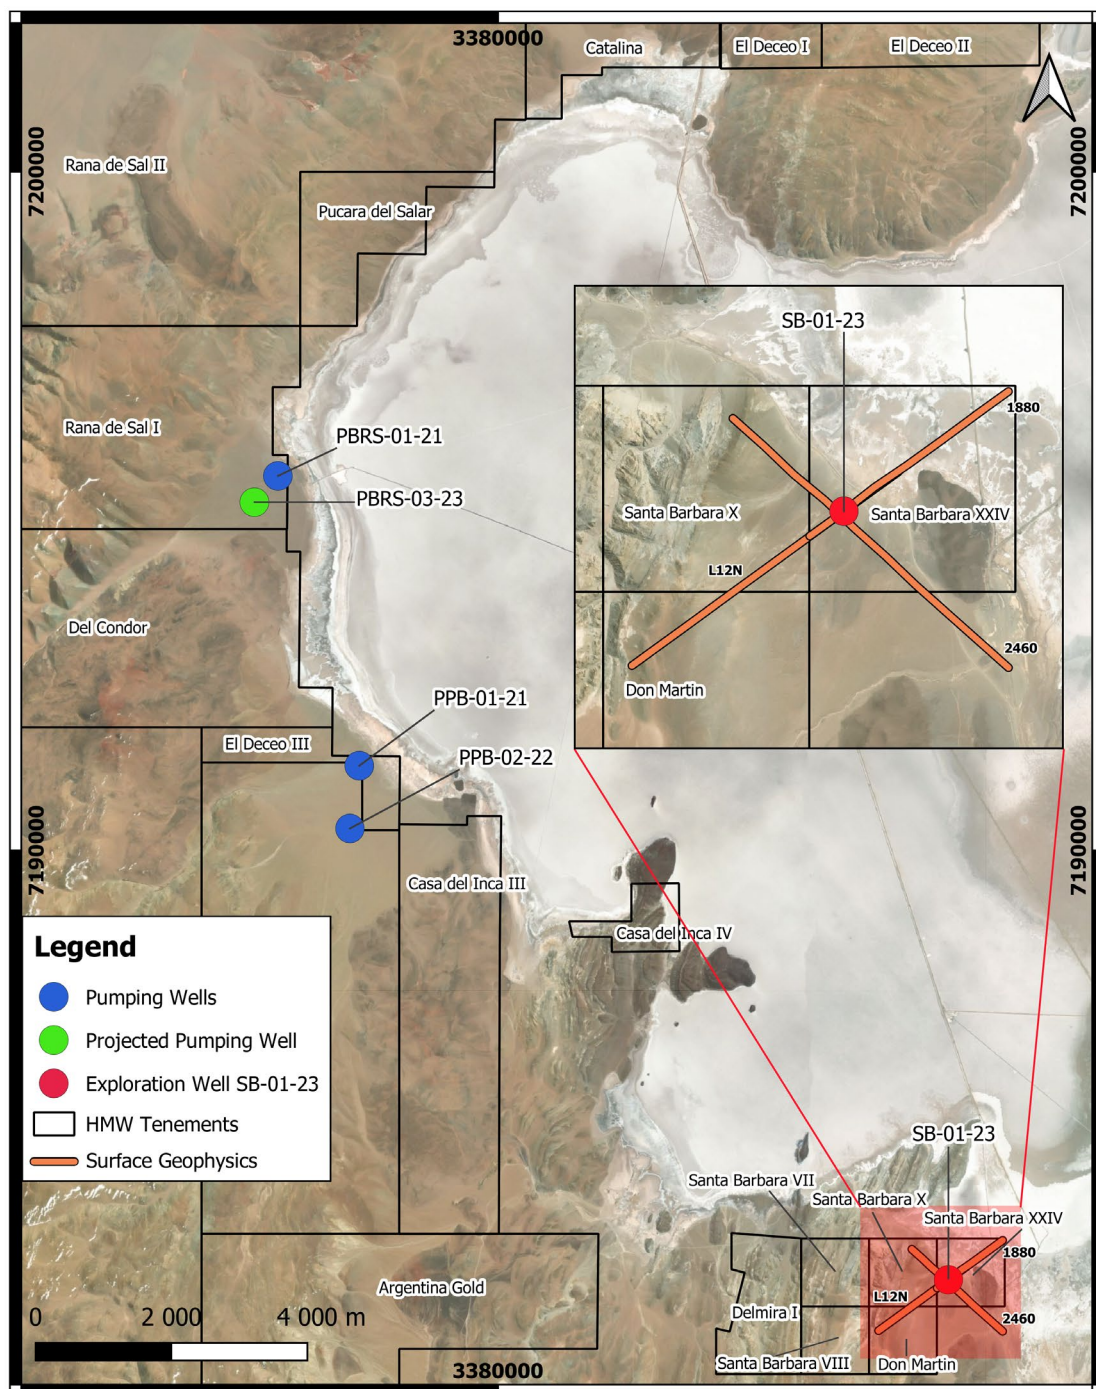 3380000
Catalina
El Deceo I
El Deceo II
7200000
7200000
Rana de Sal II
Pucara del Salar
SB-01-23
1880
Rana de Sal I
PBRS-01-21
PBRS-03-23
Santa Barbara X
Santa Barbara XXIV
L12N
Del Condor
2460
Don Martin
PPB-01-21
El Deceo III
PPB-02-22
7190000
7190000
Casa del Inca III
Casa del Inca IV
Legend
Pumping Wells
Projected Pumping Well
Exploration Well SB-01-23
HMW Tenements
Surface Geophysics
SB-01-23
Santa Barbara VII
Santa Barbara X
Santa Barbara XXIV
1880
Argentina Gold
L12N
Delmira I
2460
0 2 000 4 000 m
Santa Barbara VIII
Don Martin
3380000